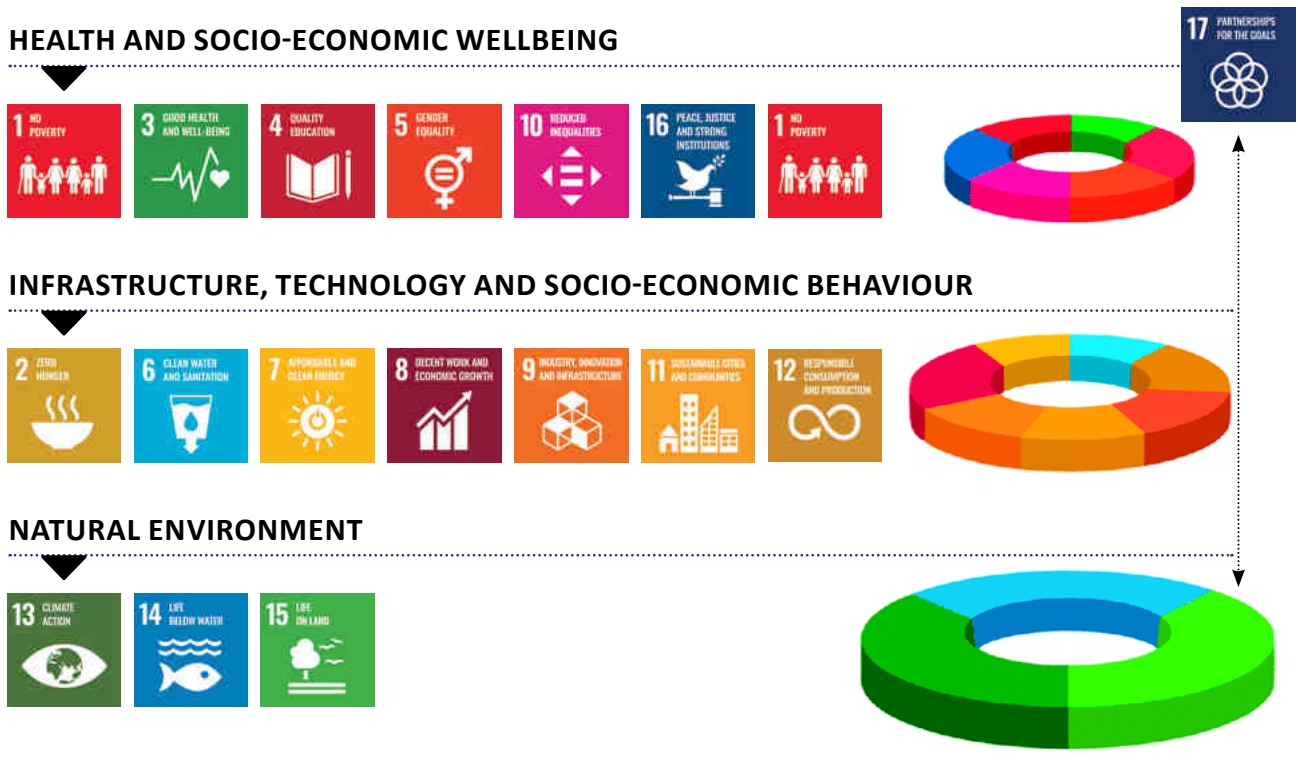 HEALTH AND SOCIO-ECONOMIC WELLBEING
17 PARTNERSHIPS
FOR THE GOALS
1 NO
POVERTY
3 GOOD HEALTH
AND WELL-BEING
4 QUALITY
EDUCATION
5 GENDER
EQUALITY
10 REDUCED
INEQUALITIES
16 PEACE, JUSTICE
AND STRONG
INSTITUTIONS
1 NO
POVERTY
INFRASTRUCTURE, TECHNOLOGY AND SOCIO-ECONOMIC BEHAVIOUR
2 ZERO
HUNGER
6 CLEAN WATER
AND SANITATION
7 AFFORDABLE AND
CLEAN ENERGY
8 DECENT WORK AND
ECONOMIC GROWTH
9 INDUSTRY, INNOVATION
AND INFRASTRUCTURE
11 SUSTAINABLE CITIES
AND COMMUNITIES
12 RESPONSIBLE
CONSUMPTION
AND PRODUCTION
NATURAL ENVIRONMENT
13 CLIMATE
ACTION
14 LIFE
BELOW WATER
15 LIFE
ON LAND